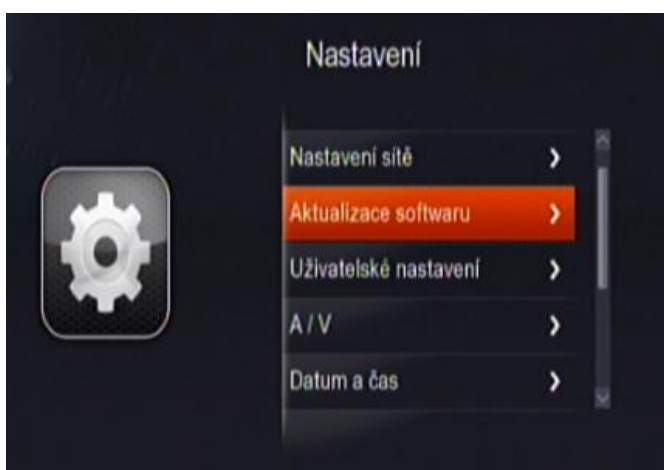 Nastavení
Nastavení sítě
Aktualizace softwaru
Uživatelské nastavení
A / V
Datum a čas